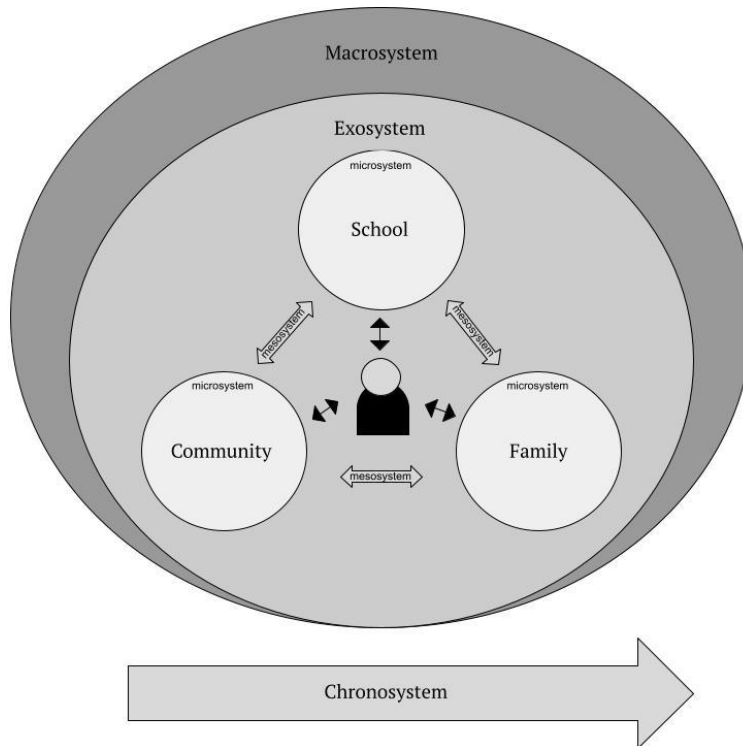 Macrosystem
Exosystem
microsystem
School
mesosystem
mesosystem
microsystem
Community
microsystem
Family
mesosystem
Chronosystem